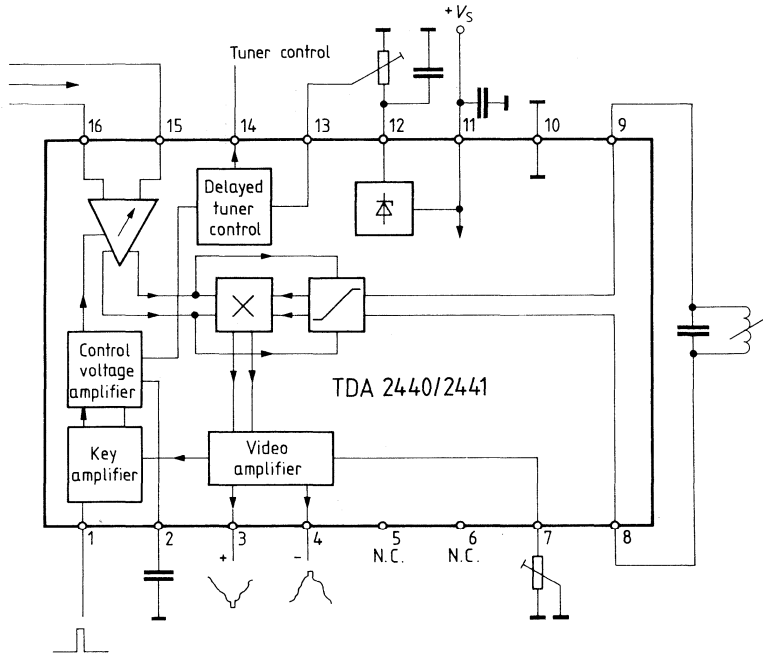 +VS
Tuner control
16 15 14 13 12 11 10 9
Delayed
tuner
control
Control
voltage
amplifier
TDA 2440/2441
Key
amplifier
Video
amplifier
1 2 3 4 5 6 7 8
+ − N.C. N.C.